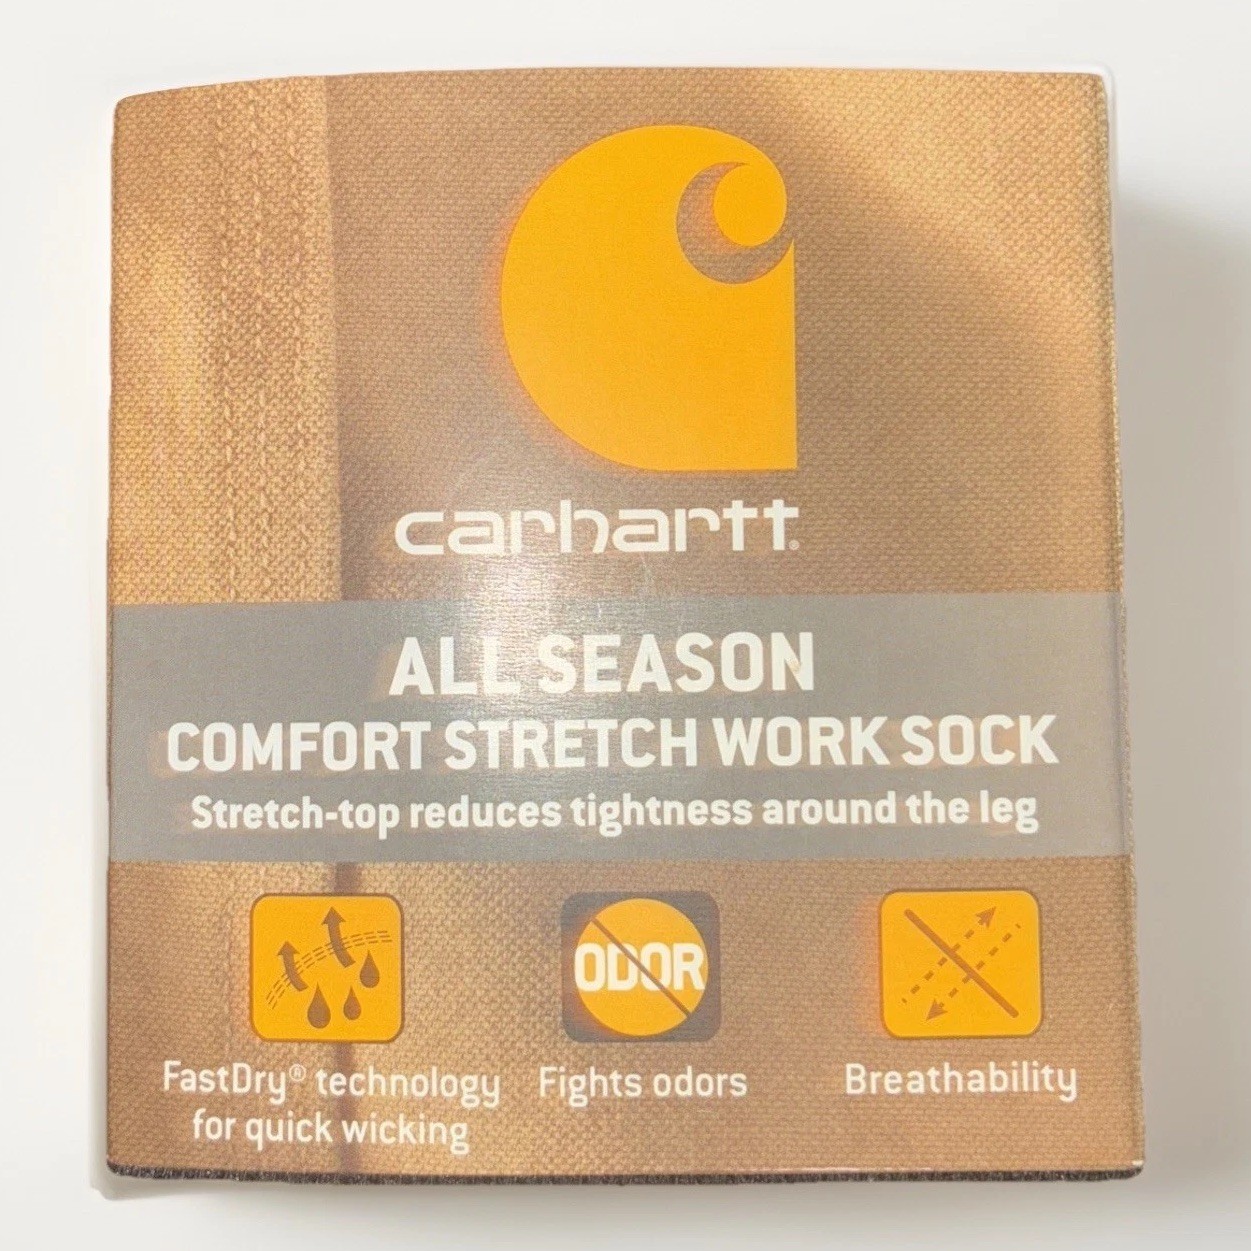 carhartt®
ALL SEASON
COMFORT STRETCH WORK SOCK
Stretch-top reduces tightness around the leg
ODOR
FastDry® technology
for quick wicking
Fights odors
Breathability